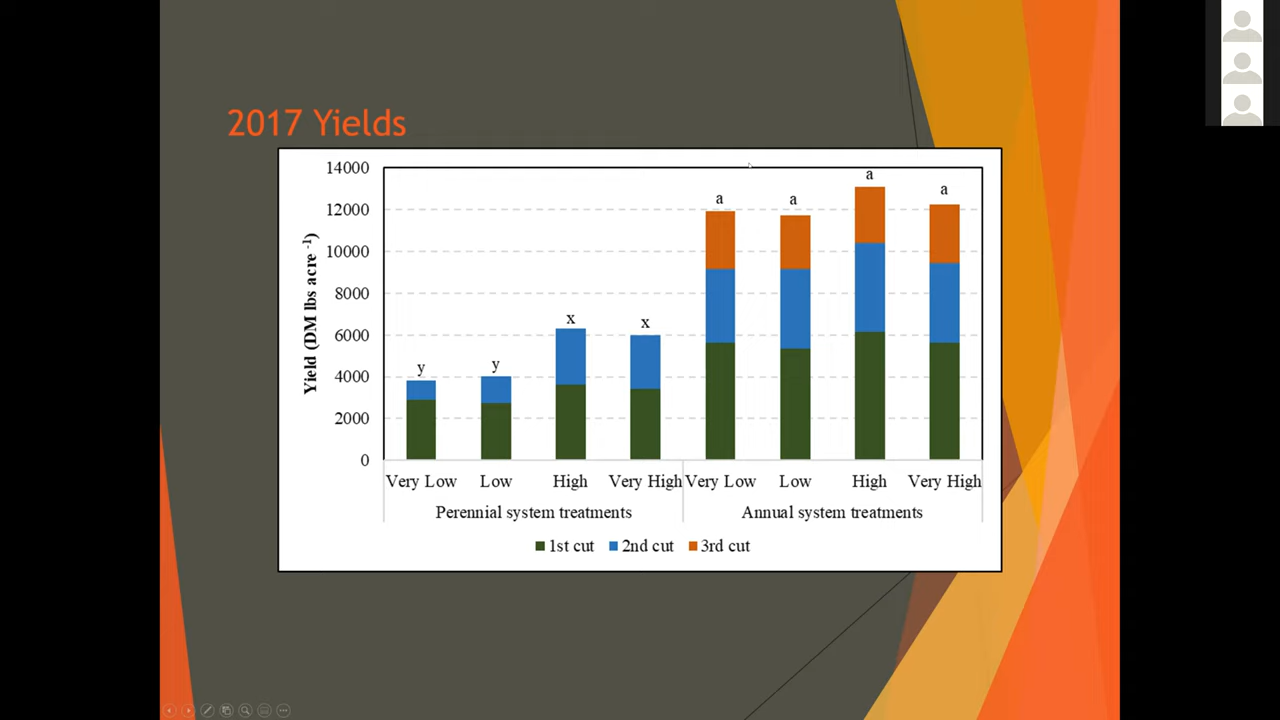 2017 Yields
14000
12000
10000
8000
6000
4000
2000
0
Yield (DM lbs acre -1)
y
y
x
x
a
a
a
a
Very Low Low High Very High Very Low Low High Very High
Perennial system treatments Annual system treatments
1st cut 2nd cut 3rd cut